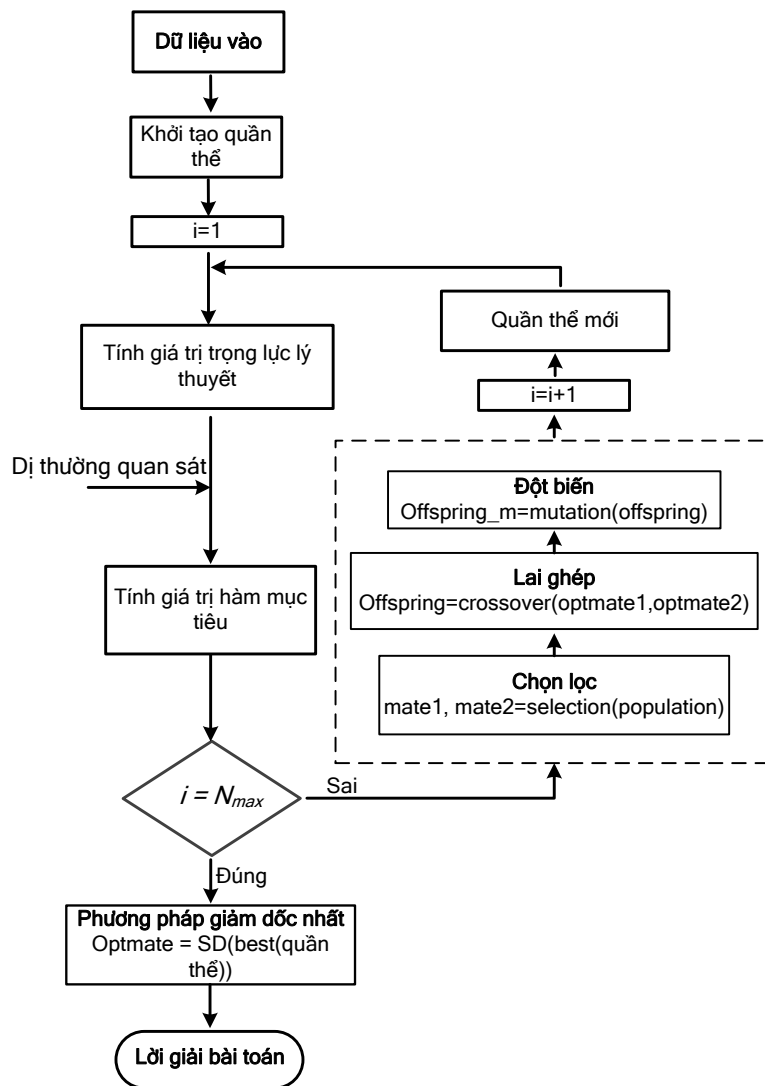 Dữ liệu vào
Khởi tạo quần
thể
i=1
Tính giá trị trọng lực lý
thuyết
Dị thường quan sát
Tính giá trị hàm mục
tiêu
i = Nmax
Sai
Chọn lọc
mate1, mate2=selection(population)
Lai ghép
Offspring=crossover(optmate1,optmate2)
Đột biến
Offspring_m=mutation(offspring)
i=i+1
Quần thể mới
Đúng
Phương pháp giảm dốc nhất
Optmate = SD(best(quần
thể))
Lời giải bài toán